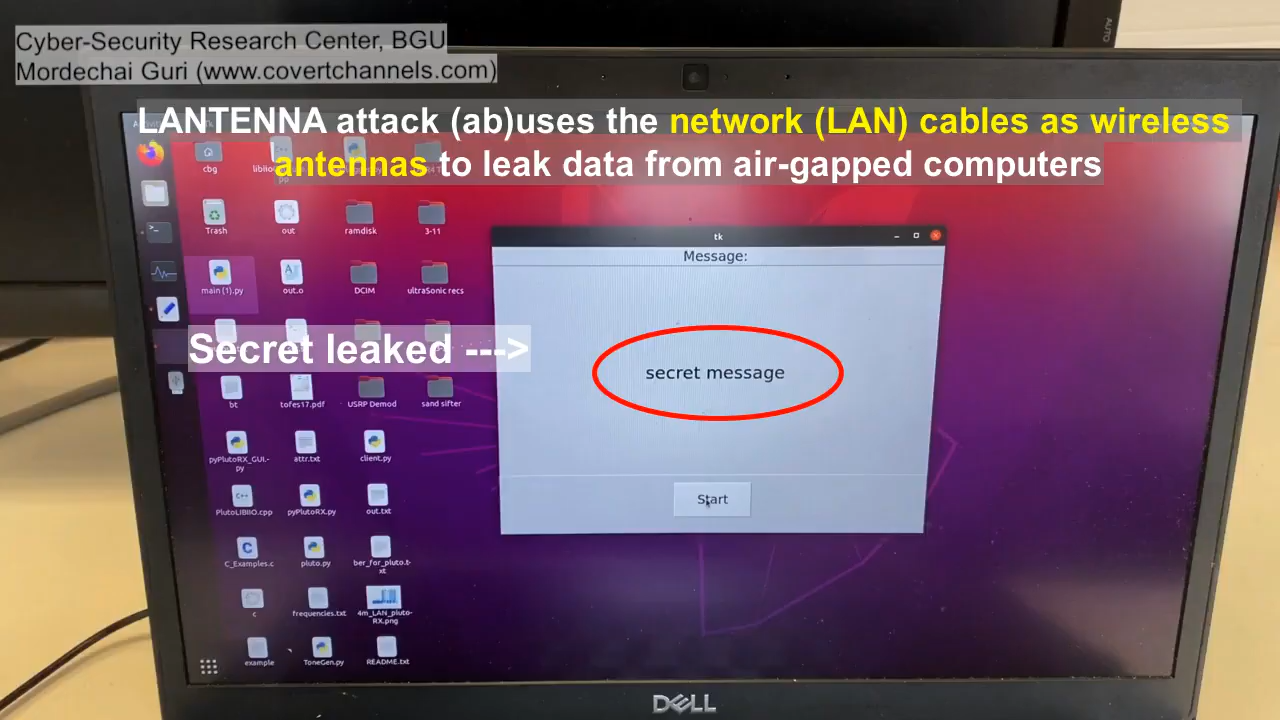 Cyber-Security Research Center, BGU
Mordechai Guri (www.covertchannels.com)
AUTO
LANTENNA attack (ab)uses the network (LAN) cables as wireless
antennas to leak data from air-gapped computers
cbg
Trash
out
ramdisk
3-11
tk
Message:
main (1).py
out.o
DCIM
ultraSonic recs
Secret leaked --->
secret message
bt
tofes17.pdf
USRP Demod
sand sifter
pyPlutoRX_GUI.-
py
attr.txt
client.py
PlutoLIBIIO.cpp
pyPlutoRX.py
out.txt
Start
C_Examples.c
pluto.py
ber_for_pluto.t-
xt
c
frequencies.txt
4m_LAN_pluto-
RX.png
example
ToneGen.py
README.txt
DELL